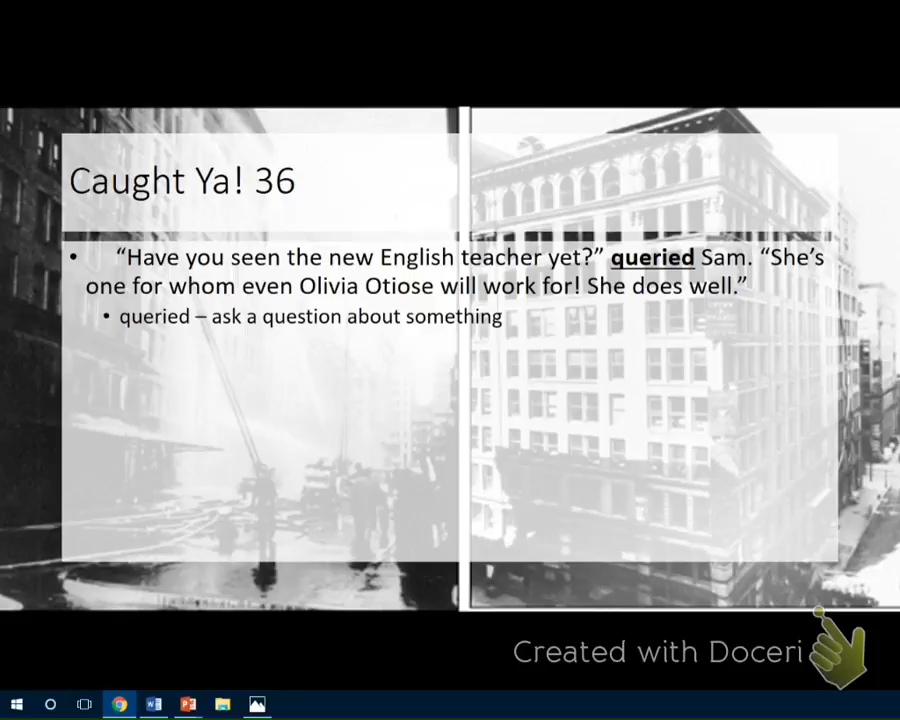 Caught Ya! 36
• “Have you seen the new English teacher yet?” queried Sam. “She’s
one for whom even Olivia Otiose will work for! She does well.”
• queried – ask a question about something
Created with Doceri